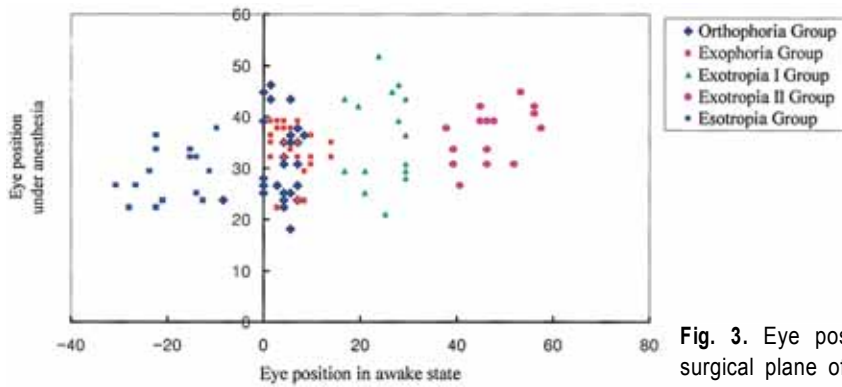 60
50
40
30
20
10
0
−40
−20
0
20
40
60
80
Eye position
under anesthesia
Eye position in awake state
Orthophoria Group
Exophoria Group
Exotropia I Group
Exotropia II Group
Esotropia Group
Fig. 3. Eye pos
surgical plane of